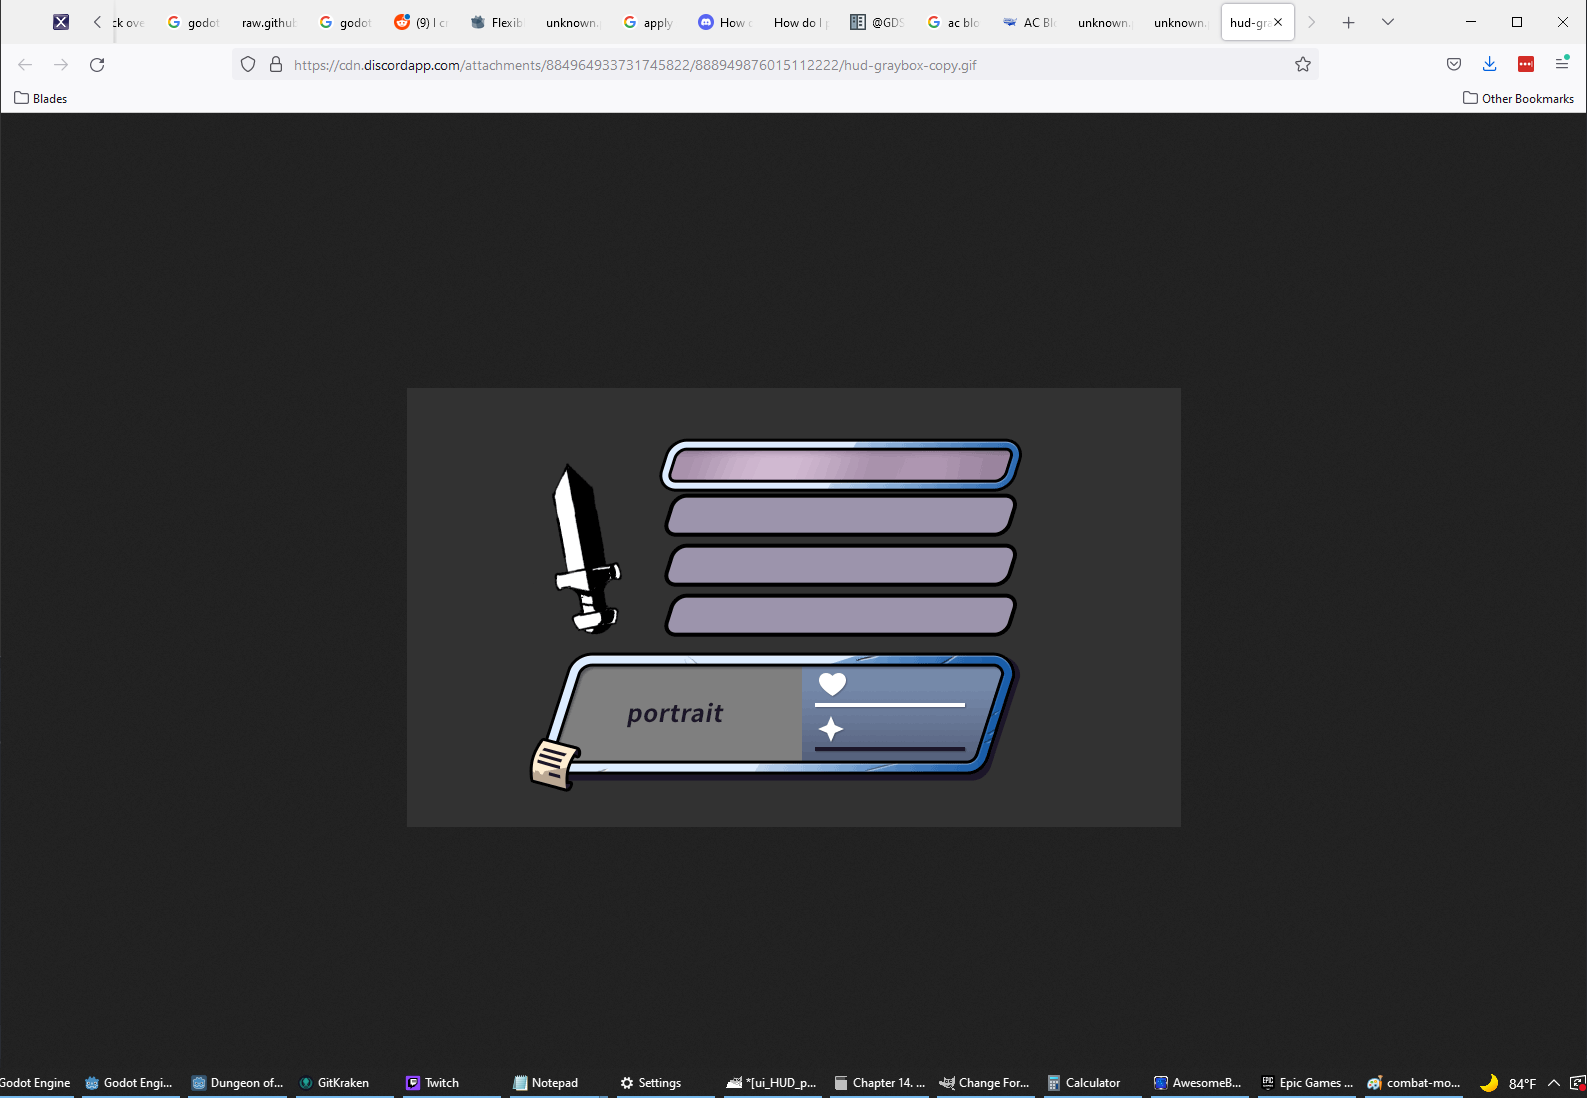 ck ove
godot
raw.githu
godot
(9) I c
Flexib
unknown.
apply
How
How do I p
@GDS
ac blo
AC Bl
unknown.
unknown.
hud-gra
https://cdn.discordapp.com/attachments/884964933731745822/888949876015112222/hud-graybox-copy.gif
Blades
Other Bookmarks
portrait
Godot Engine
Godot Engi...
Dungeon of...
GitKraken
Twitch
Notepad
Settings
*[ui_HUD_p...
Chapter 14. ...
Change For...
Calculator
AwesomeB...
EPIC
Epic Games ...
combat-mo...
84°F